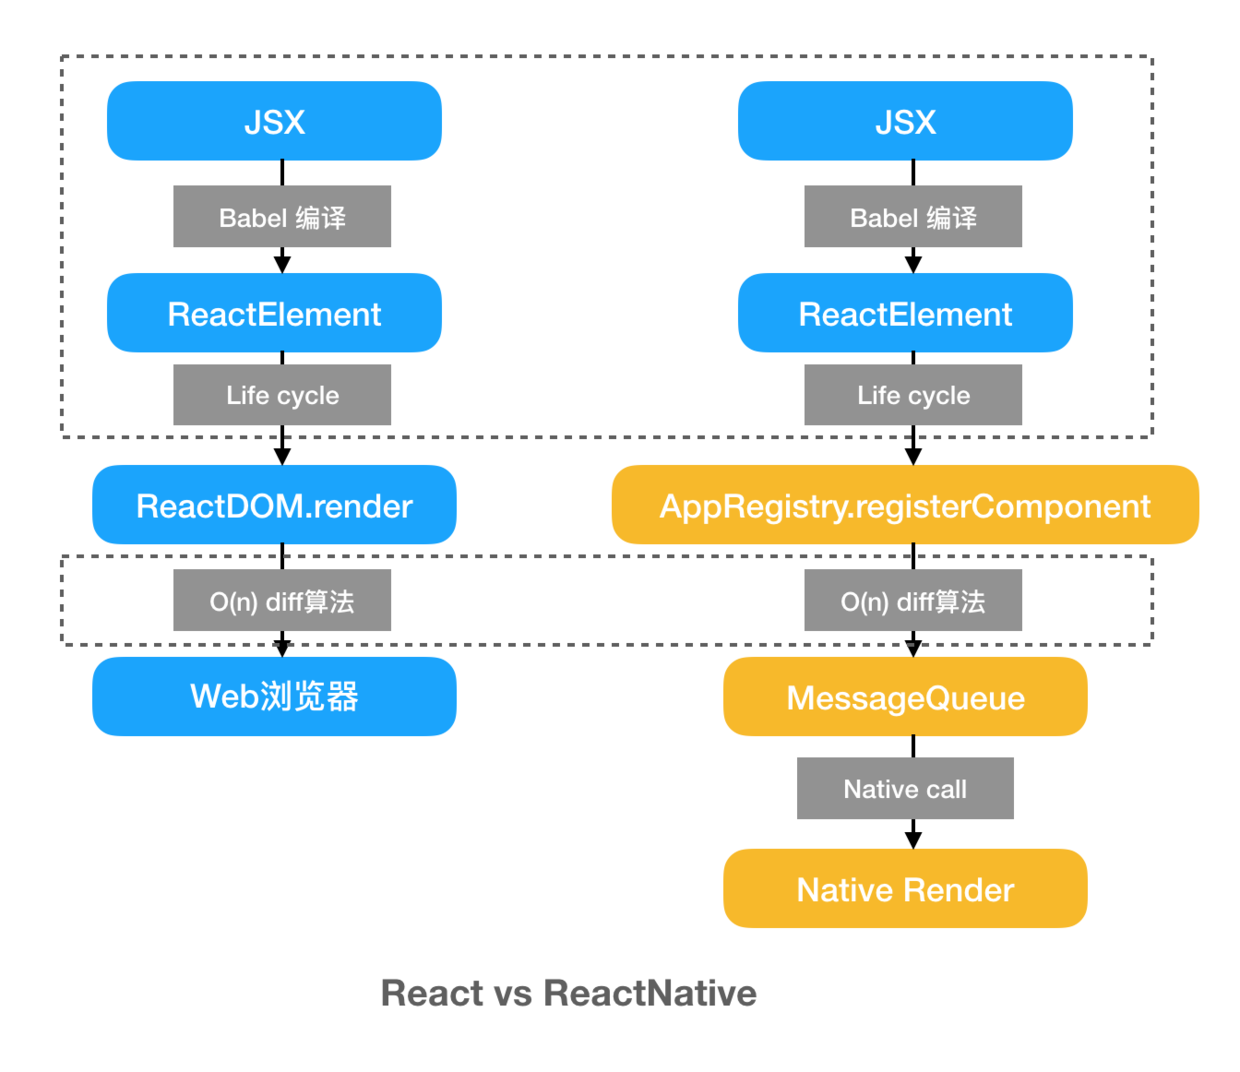 JSX
JSX
Babel 编译
Babel 编译
ReactElement
ReactElement
Life cycle
Life cycle
ReactDOM.render
AppRegistry.registerComponent
O(n) diff算法
O(n) diff算法
Web浏览器
MessageQueue
Native call
Native Render
React vs ReactNative